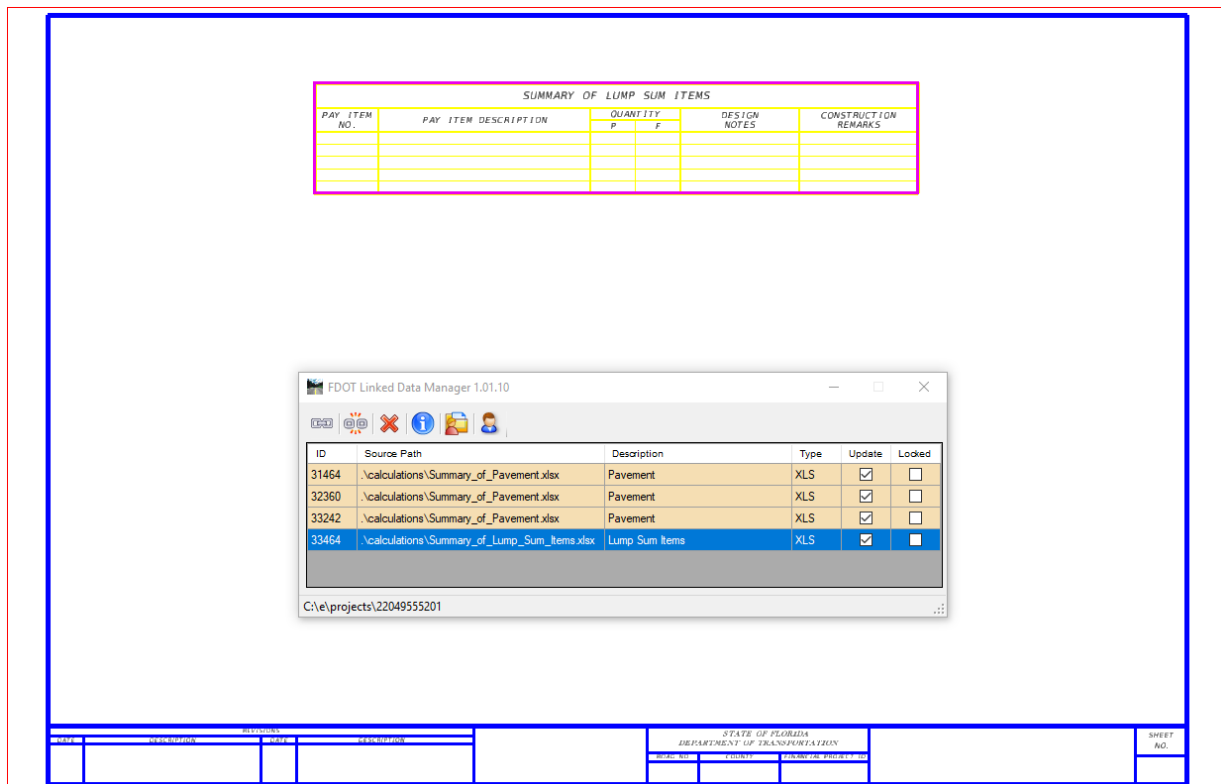 SUMMARY OF LUMP SUM ITEMS
PAY ITEM NO. PAY ITEM DESCRIPTION QUANTITY P F DESIGN NOTES CONSTRUCTION REMARKS
FDOT Linked Data Manager 1.01.10
ID Source Path Description Type Update Locked
31464 .\calculations\Summary_of_Pavement.xlsx Pavement XLS
32360 .\calculations\Summary_of_Pavement.xlsx Pavement XLS
33242 .\calculations\Summary_of_Pavement.xlsx Pavement XLS
33464 .\calculations\Summary_of_Lump_Sum_Items.xlsx Lump Sum Items XLS
C:\e\projects\22049555201
REVISIONS
DATE DESCRIPTION DATE DESCRIPTION
STATE OF FLORIDA
DEPARTMENT OF TRANSPORTATION
ROAD NO. COUNTY FINANCIAL PROJECT ID
SHEET
NO.